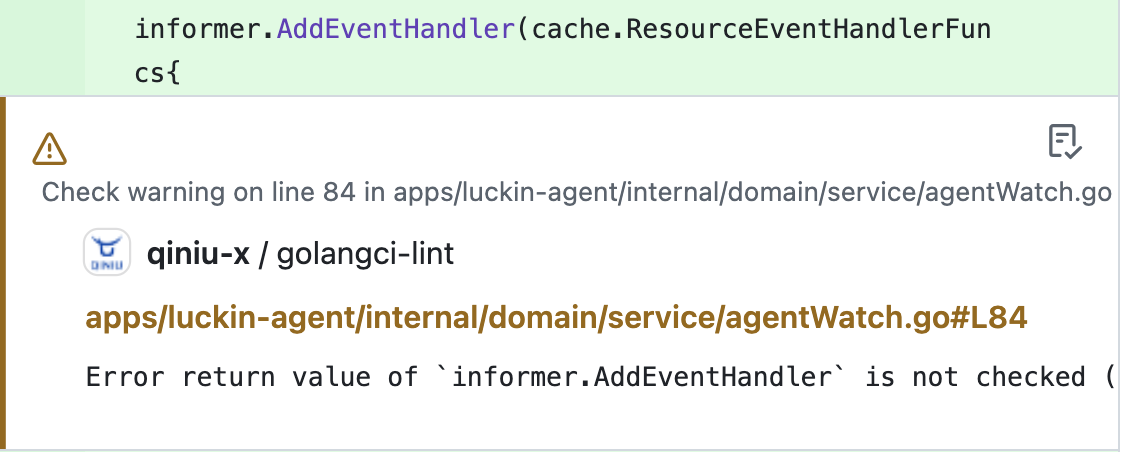 informer.AddEventHandler(cache.ResourceEventHandlerFun
cs{
Check warning on line 84 in apps/luckin-agent/internal/domain/service/agentWatch.go
QINIU
qiniu-x / golangci-lint
apps/luckin-agent/internal/domain/service/agentWatch.go#L84
Error return value of `informer.AddEventHandler` is not checked (